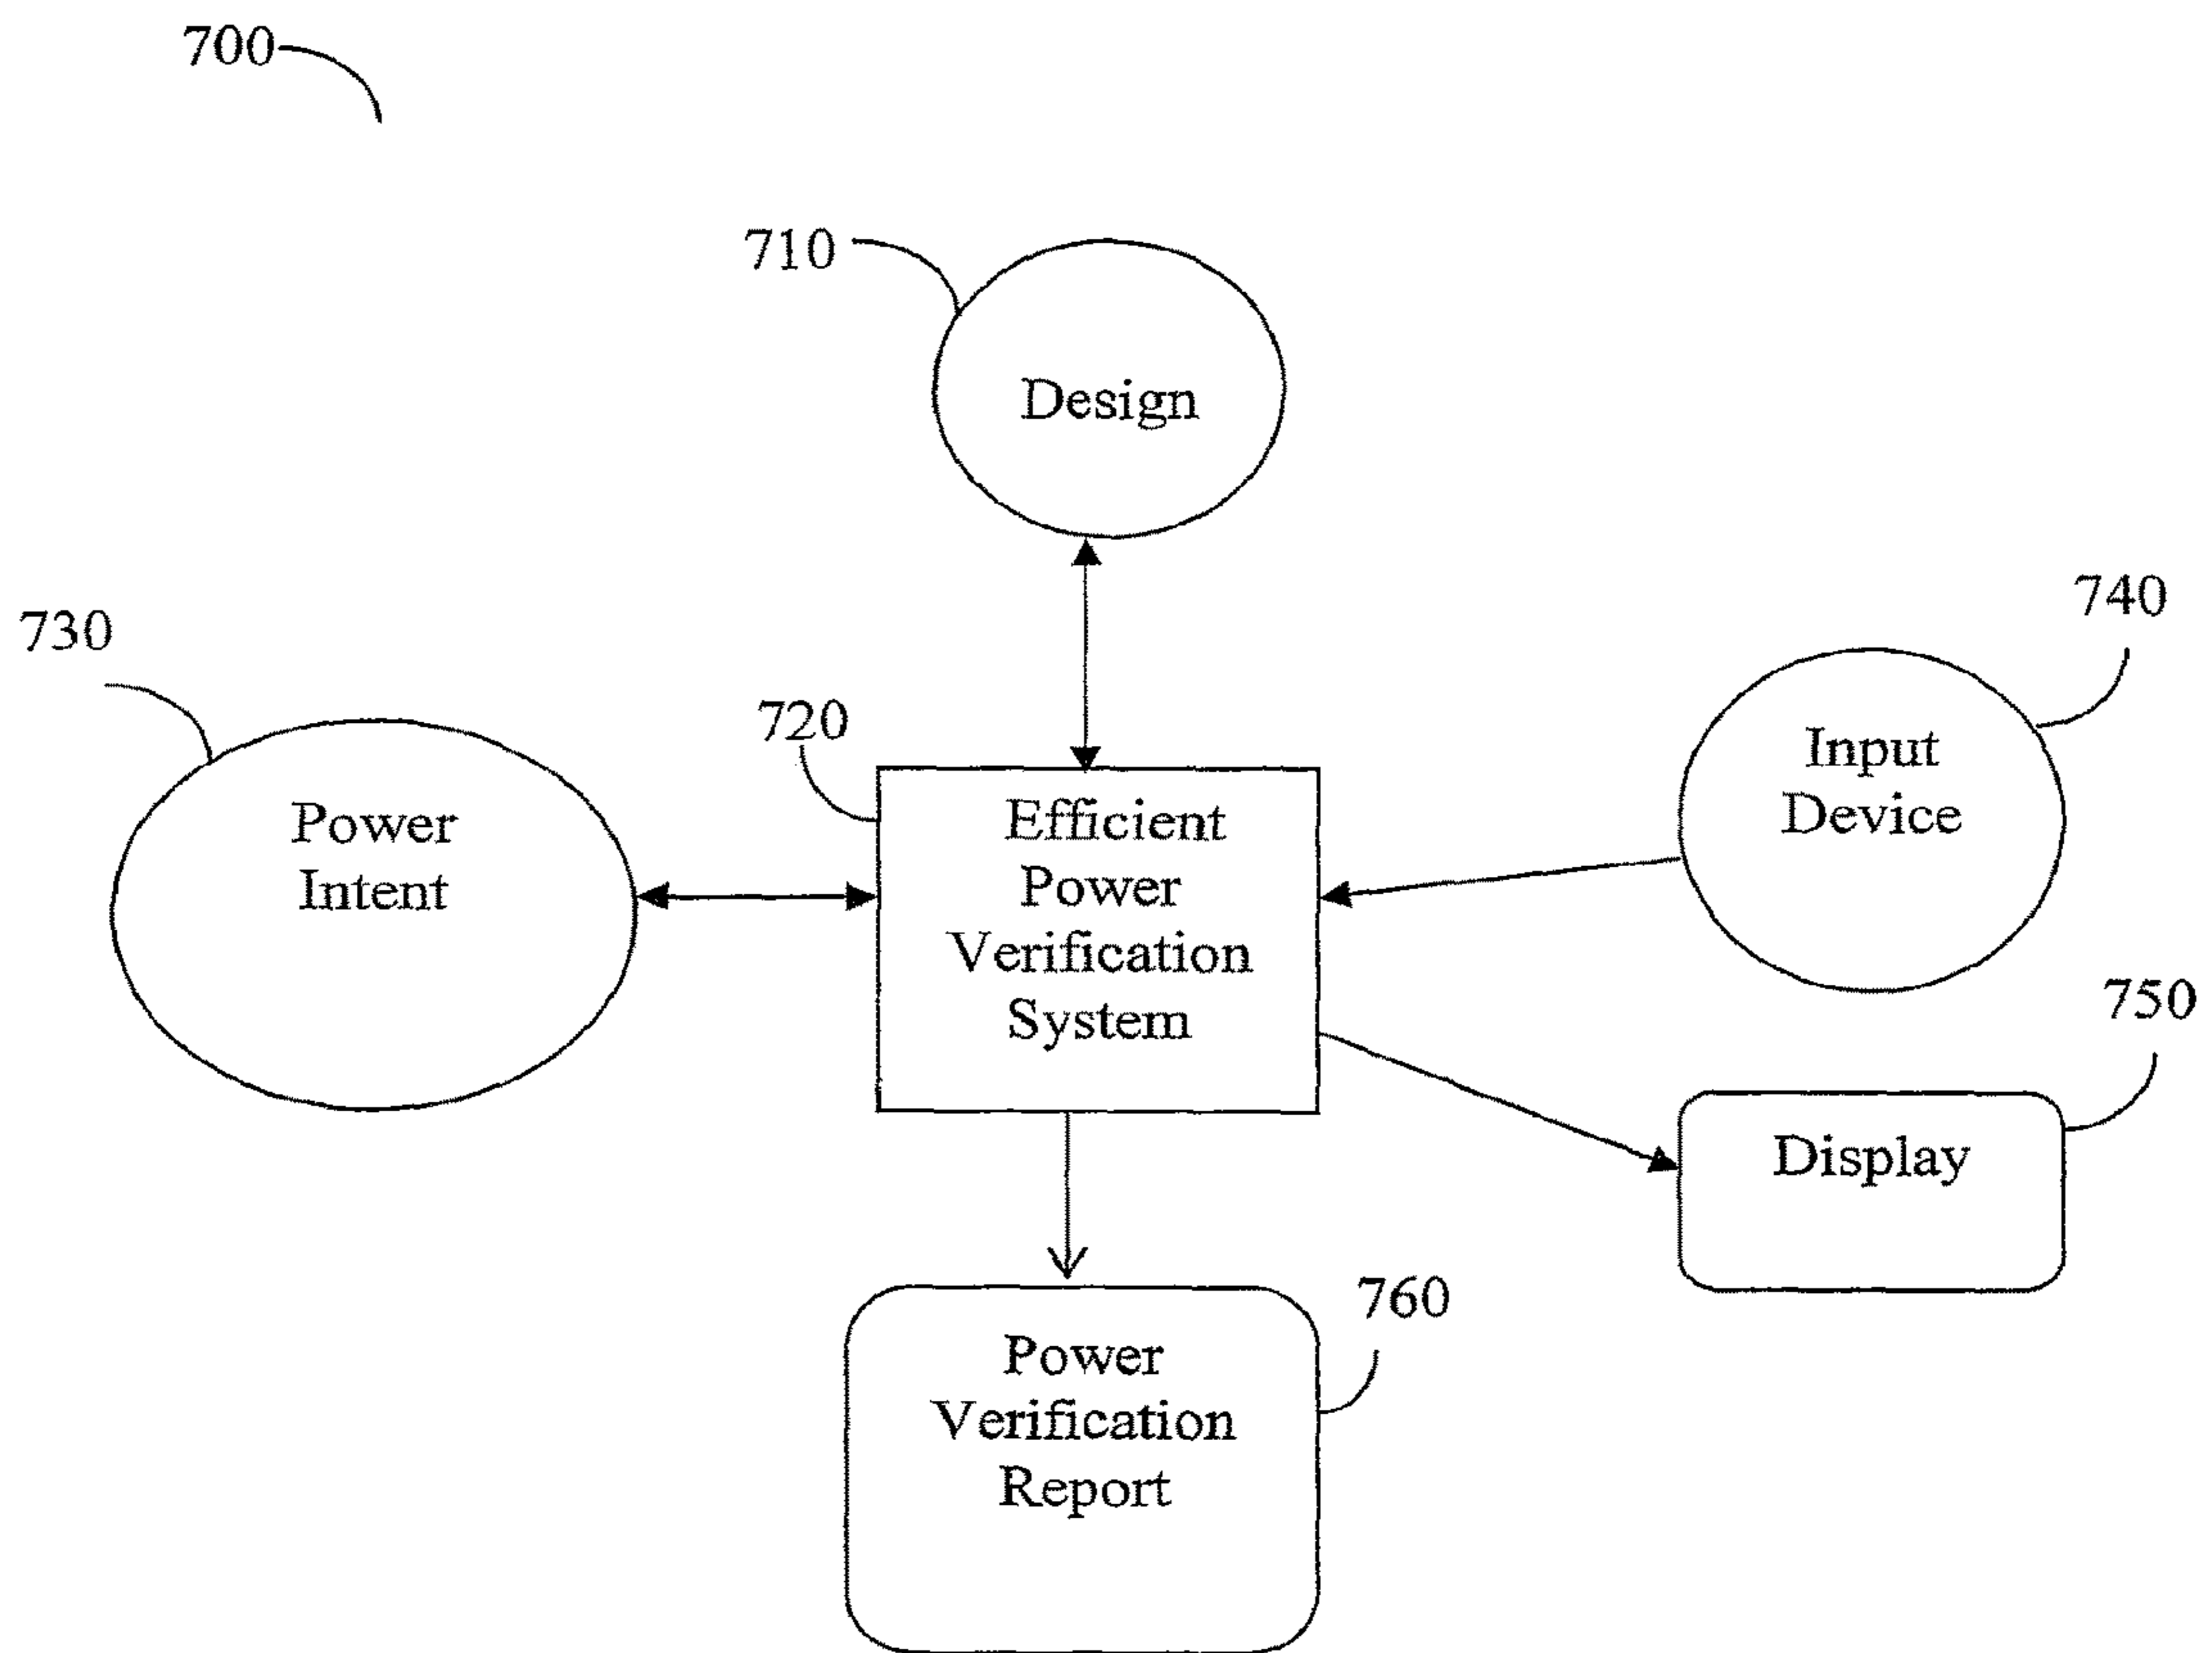 700
710
Design
740
730
720
Input
Device
Power
Intent
Efficient
Power
Verification
System
750
Display
760
Power
Verification
Report